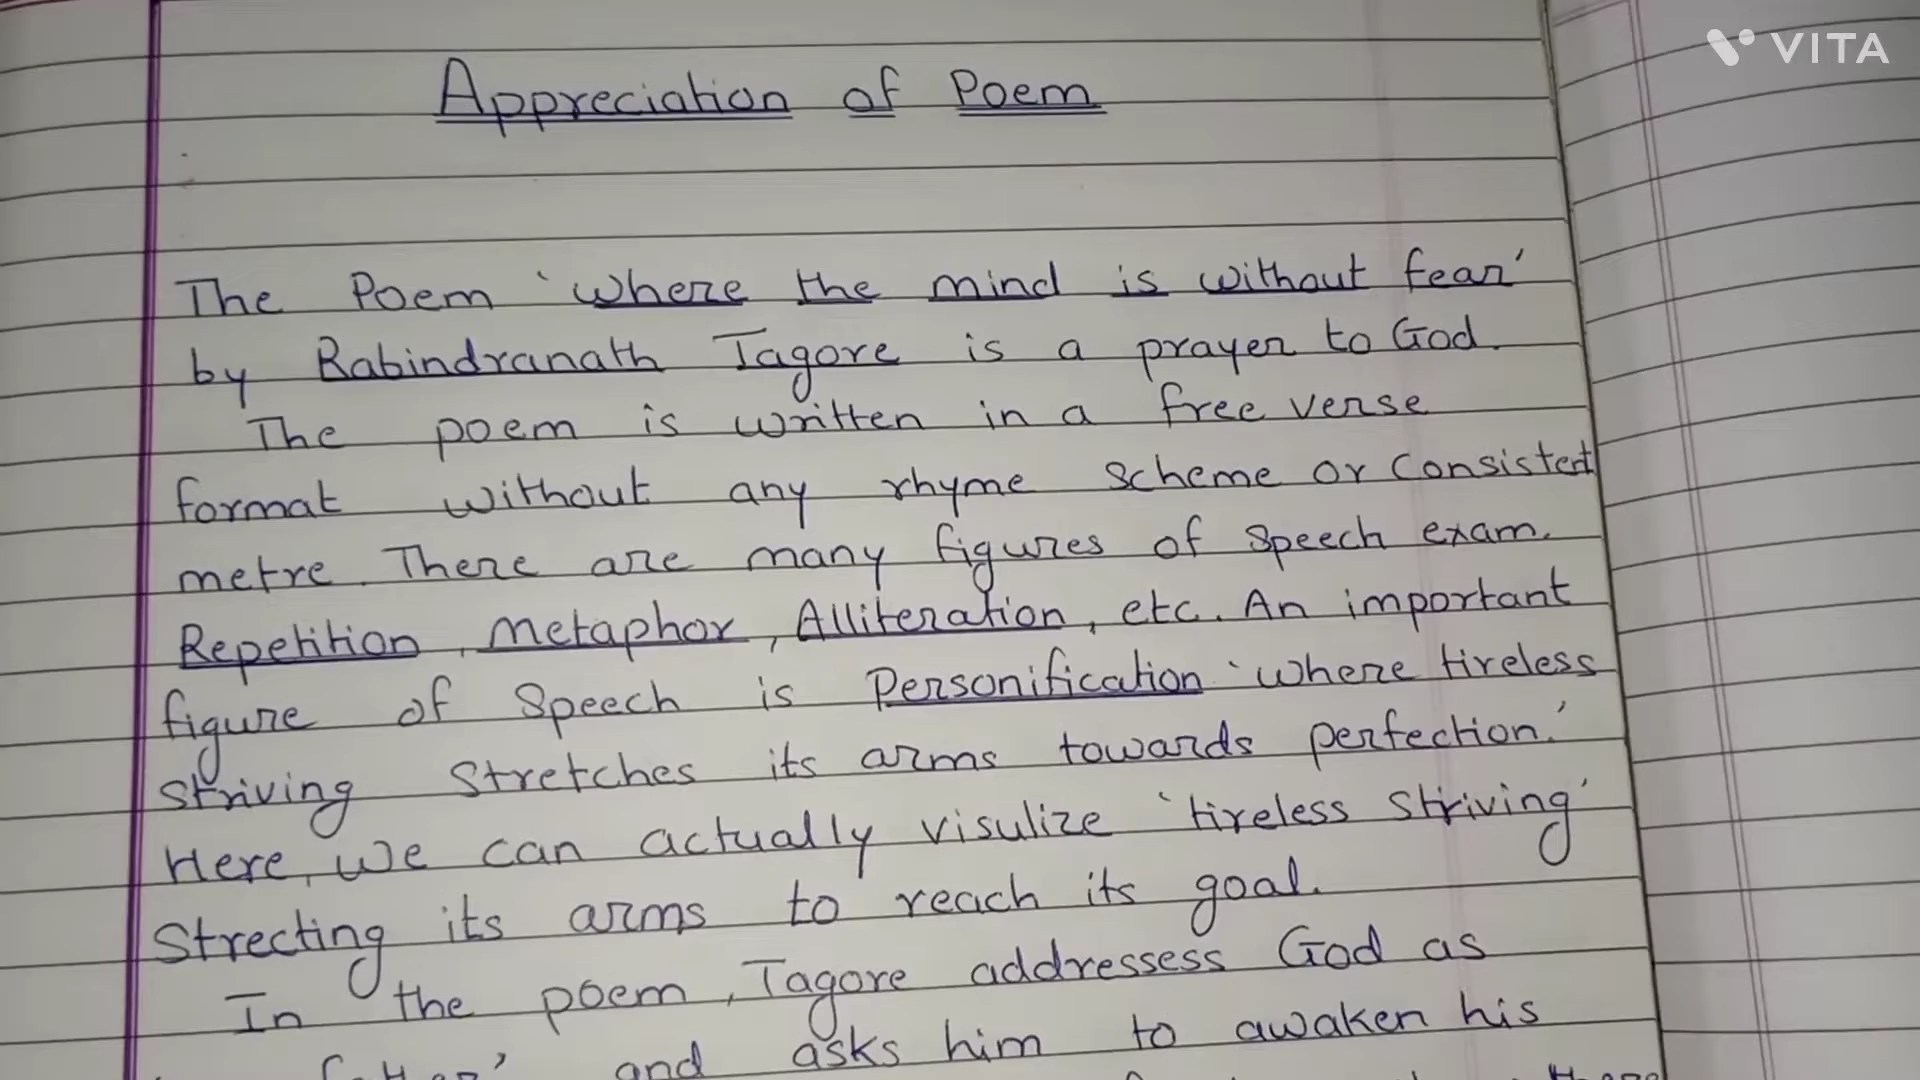 VITA
Appreciation of Poem
The Poem 'where the mind is without fear'
by Rabindranath Tagore is a prayer to God.
The poem is written in a free verse
format without any rhyme scheme or consistent
metre. There are many figures of speech exam.
Repetition, Metaphor, Alliteration, etc. An important
figure of speech is Personification 'where tireless
striving stretches its arms towards perfection.'
Here, we can actually visulize 'tireless striving'
Strecting its arms to reach its goal.
In the poem, Tagore addressess God as
and asks him to awaken his